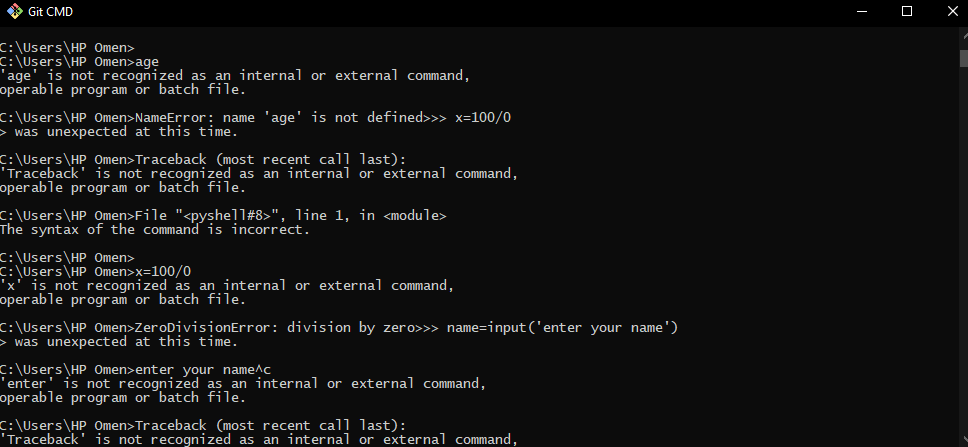 Git CMD
C:\Users\HP Omen>
C:\Users\HP Omen>age
'age' is not recognized as an internal or external command,
operable program or batch file.
C:\Users\HP Omen>NameError: name 'age' is not defined>>> x=100/0
> was unexpected at this time.
C:\Users\HP Omen>Traceback (most recent call last):
'Traceback' is not recognized as an internal or external command,
operable program or batch file.
C:\Users\HP Omen>File "<pyshell#8>", line 1, in <module>
The syntax of the command is incorrect.
C:\Users\HP Omen>
C:\Users\HP Omen>x=100/0
'x' is not recognized as an internal or external command,
operable program or batch file.
C:\Users\HP Omen>ZeroDivisionError: division by zero>>> name=input('enter your name')
> was unexpected at this time.
C:\Users\HP Omen>enter your name^c
'enter' is not recognized as an internal or external command,
operable program or batch file.
C:\Users\HP Omen>Traceback (most recent call last):
'Traceback' is not recognized as an internal or external command,